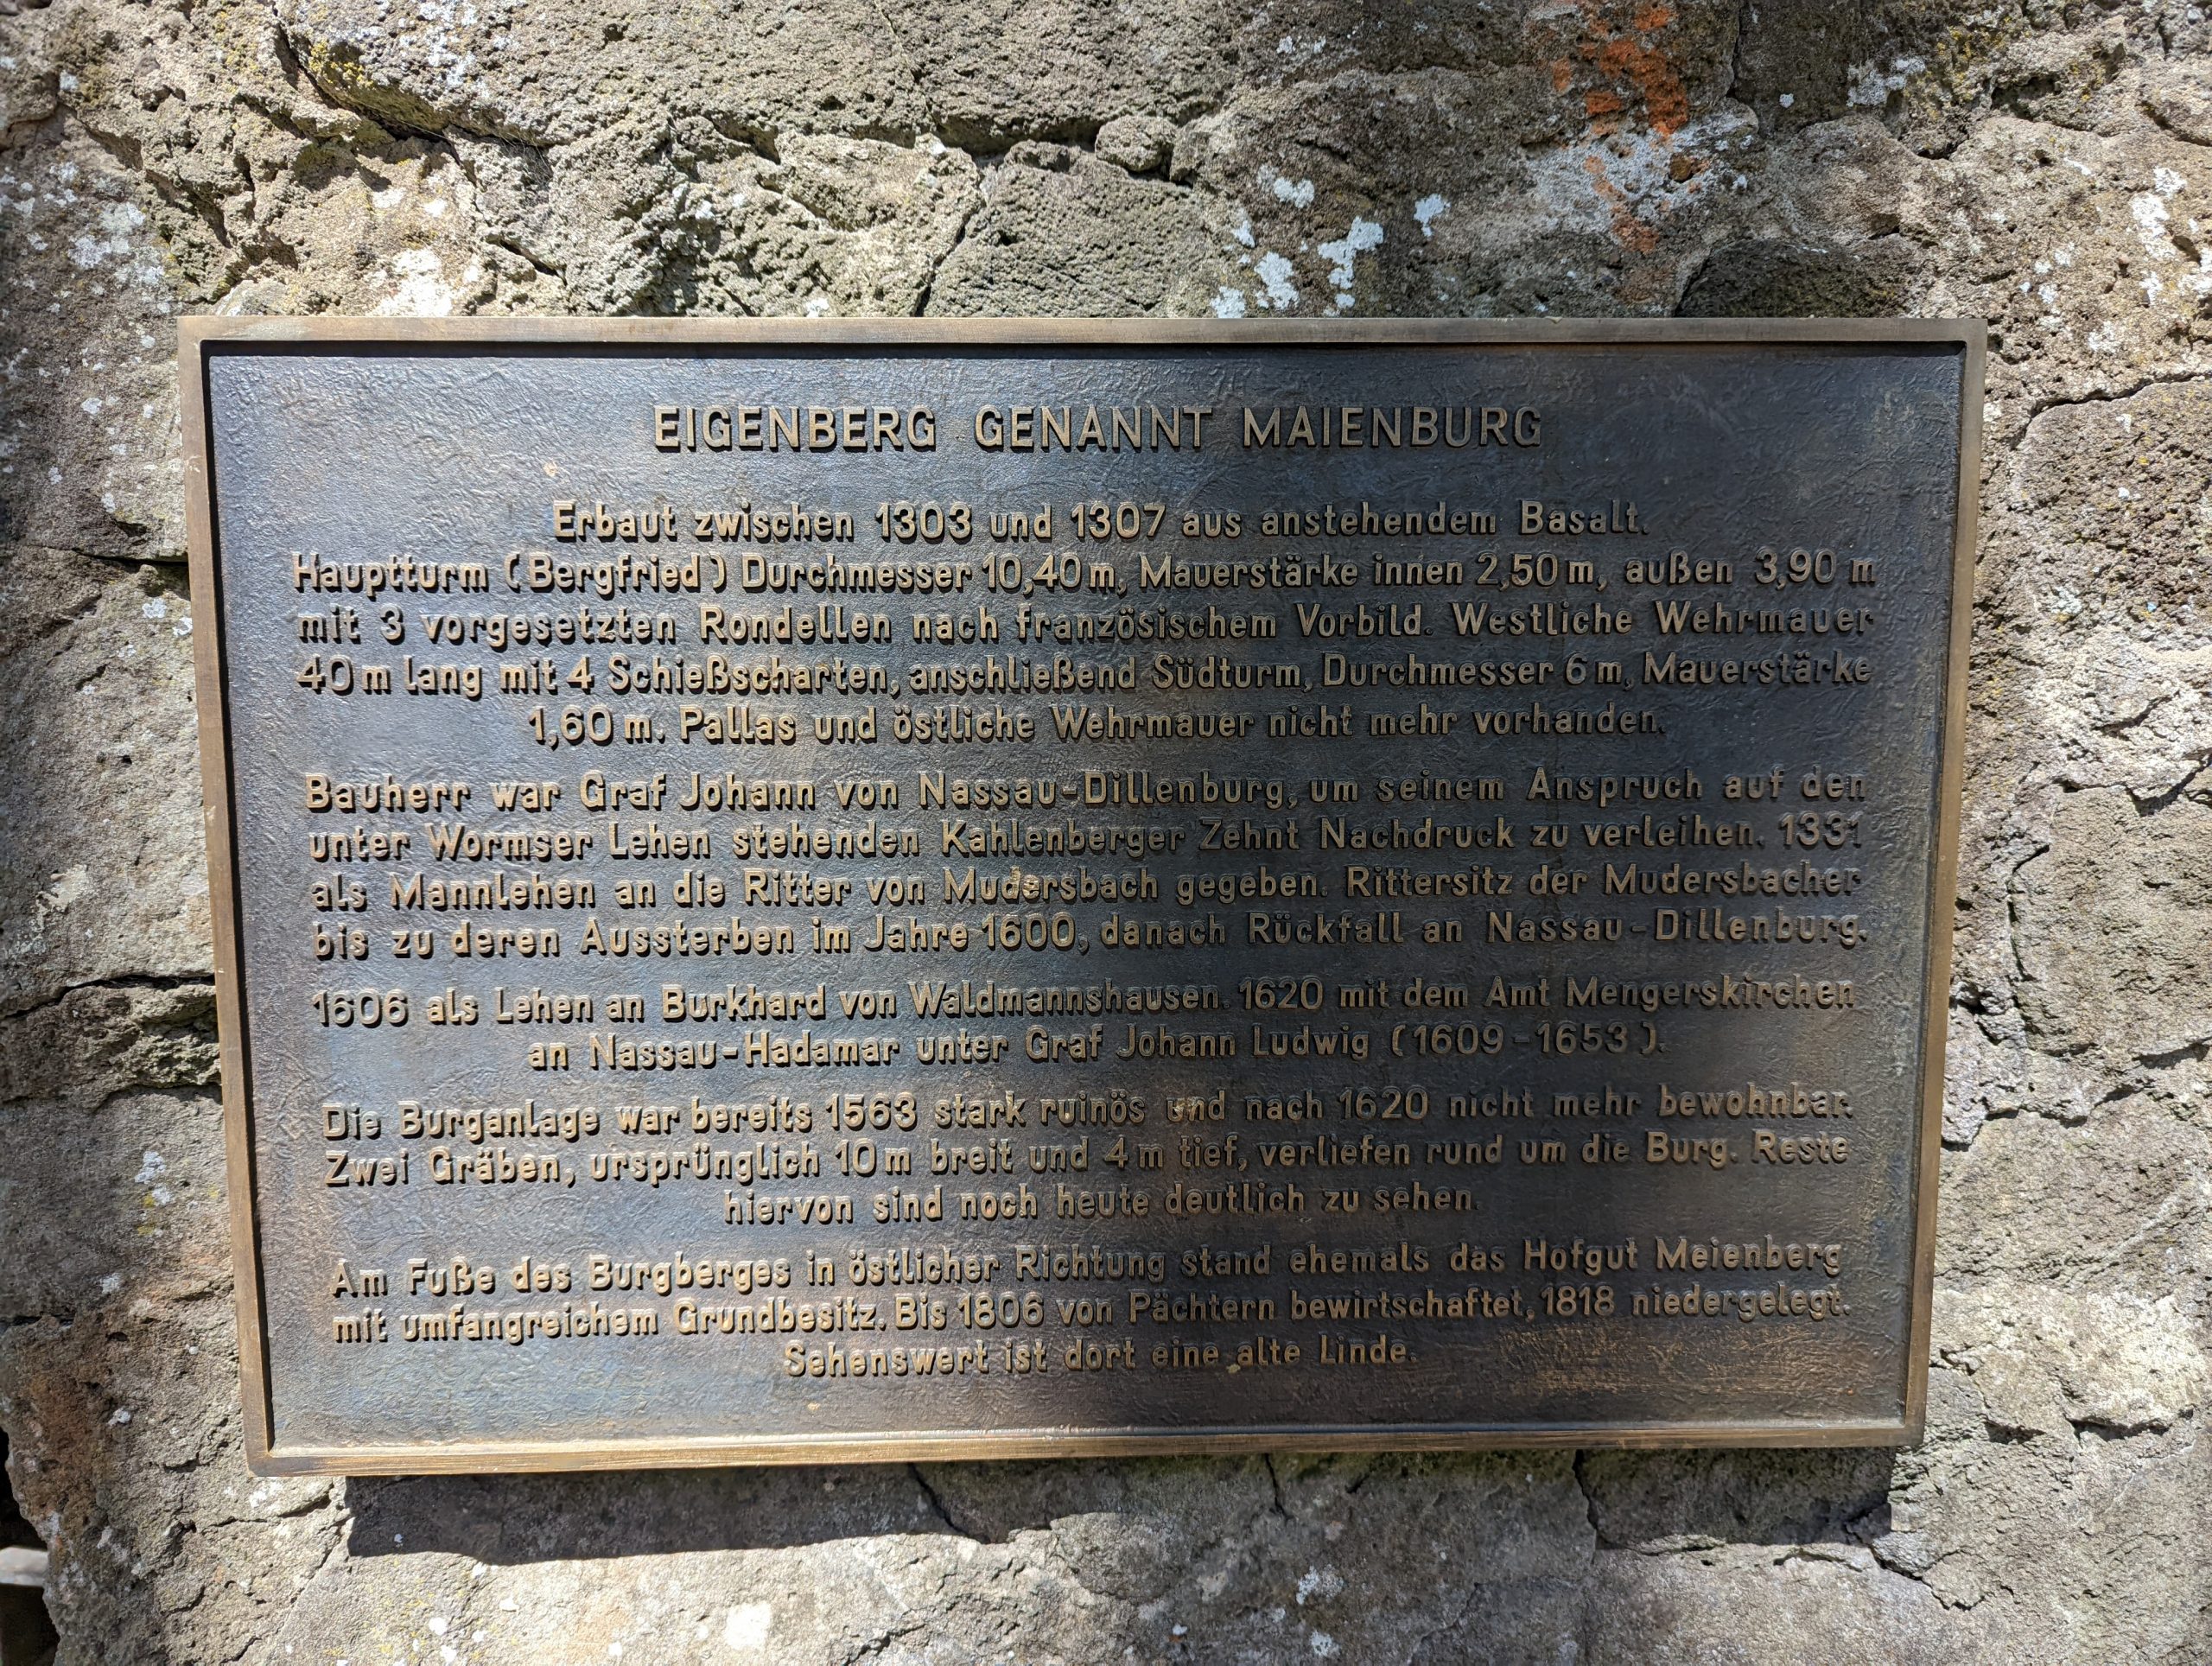 EIGENBERG GENANNT MAIENBURG
Erbaut zwischen 1303 und 1307 aus anstehendem Basalt.
Hauptturm (Bergfried) Durchmesser 10,40 m, Mauerstärke innen 2,50 m, außen 3,90 m
mit 3 vorgesetzten Rondellen nach französischem Vorbild. Westliche Wehrmauer
40 m lang mit 4 Schießscharten, anschließend Südturm, Durchmesser 6 m, Mauerstärke
1,60 m. Pallas und östliche Wehrmauer nicht mehr vorhanden.
Bauherr war Graf Johann von Nassau-Dillenburg, um seinem Anspruch auf den
unter Wormser Lehen stehenden Kahlenberger Zehnt Nachdruck zu verleihen. 1331
als Mannlehen an die Ritter von Mudersbach gegeben. Rittersitz der Mudersbacher
bis zu deren Aussterben im Jahre 1600, danach Rückfall an Nassau-Dillenburg.
1606 als Lehen an Burkhard von Waldmannshausen. 1620 mit dem Amt Mengerskirchen
an Nassau-Hadamar unter Graf Johann Ludwig (1609-1653).
Die Burganlage war bereits 1563 stark ruinös und nach 1620 nicht mehr bewohnbar.
Zwei Gräben, ursprünglich 10 m breit und 4 m tief, verliefen rund um die Burg. Reste
hiervon sind noch heute deutlich zu sehen.
Am Fuße des Burgberges in östlicher Richtung stand ehemals das Hofgut Meienberg
mit umfangreichem Grundbesitz. Bis 1806 von Pächtern bewirtschaftet, 1818 niedergelegt.
Sehenswert ist dort eine alte Linde.